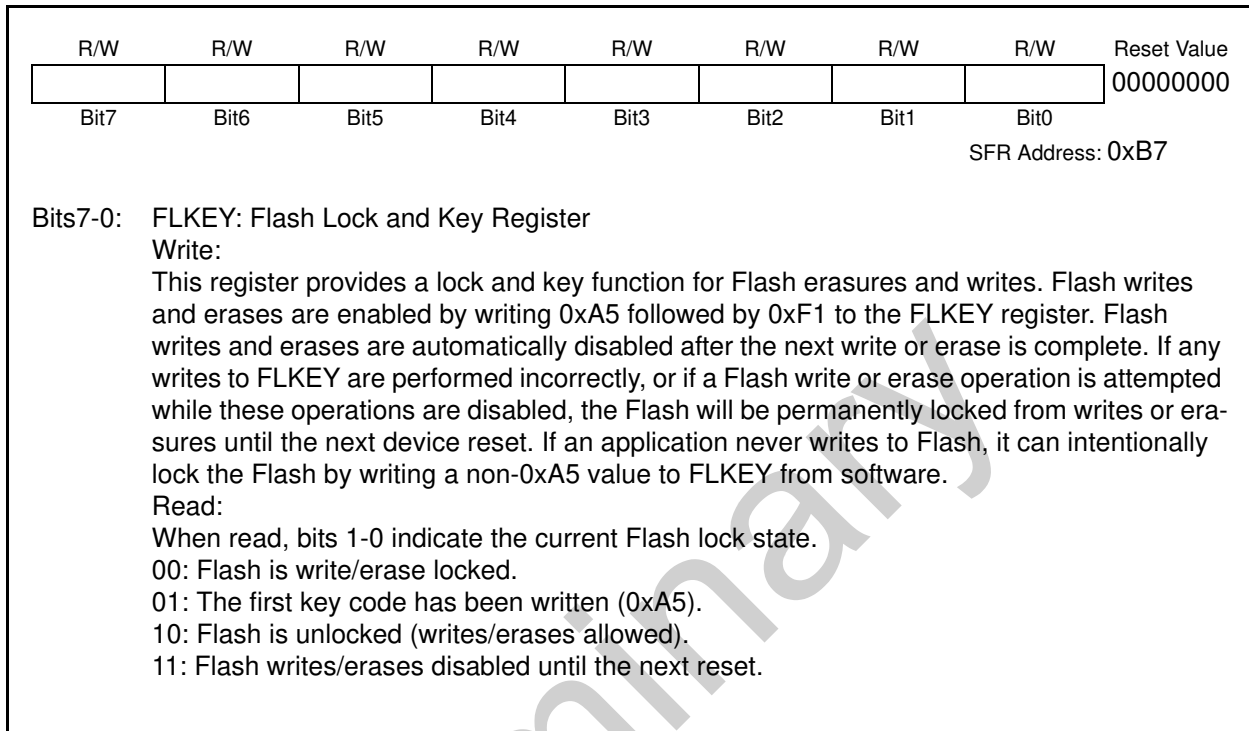 R/W R/W R/W R/W R/W R/W R/W R/W Reset Value
00000000
Bit7 Bit6 Bit5 Bit4 Bit3 Bit2 Bit1 Bit0
SFR Address: 0xB7
Bits7-0: FLKEY: Flash Lock and Key Register
Write:
This register provides a lock and key function for Flash erasures and writes. Flash writes
and erases are enabled by writing 0xA5 followed by 0xF1 to the FLKEY register. Flash
writes and erases are automatically disabled after the next write or erase is complete. If any
writes to FLKEY are performed incorrectly, or if a Flash write or erase operation is attempted
while these operations are disabled, the Flash will be permanently locked from writes or era-
sures until the next device reset. If an application never writes to Flash, it can intentionally
lock the Flash by writing a non-0xA5 value to FLKEY from software.
Read:
When read, bits 1-0 indicate the current Flash lock state.
00: Flash is write/erase locked.
01: The first key code has been written (0xA5).
10: Flash is unlocked (writes/erases allowed).
11: Flash writes/erases disabled until the next reset.
minary